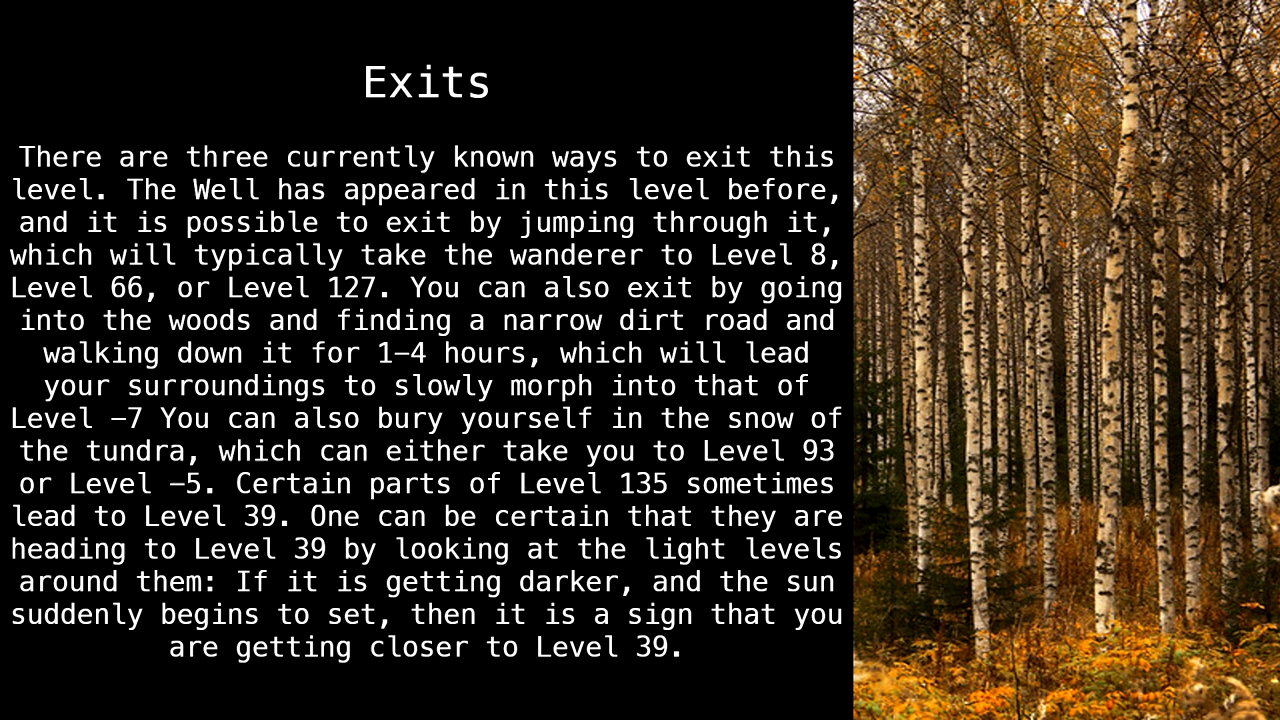 Exits
There are three currently known ways to exit this
level. The Well has appeared in this level before,
and it is possible to exit by jumping through it,
which will typically take the wanderer to Level 8,
Level 66, or Level 127. You can also exit by going
into the woods and finding a narrow dirt road and
walking down it for 1–4 hours, which will lead
your surroundings to slowly morph into that of
Level −7 You can also bury yourself in the snow of
the tundra, which can either take you to Level 93
or Level −5. Certain parts of Level 135 sometimes
lead to Level 39. One can be certain that they are
heading to Level 39 by looking at the light levels
around them: If it is getting darker, and the sun
suddenly begins to set, then it is a sign that you
are getting closer to Level 39.